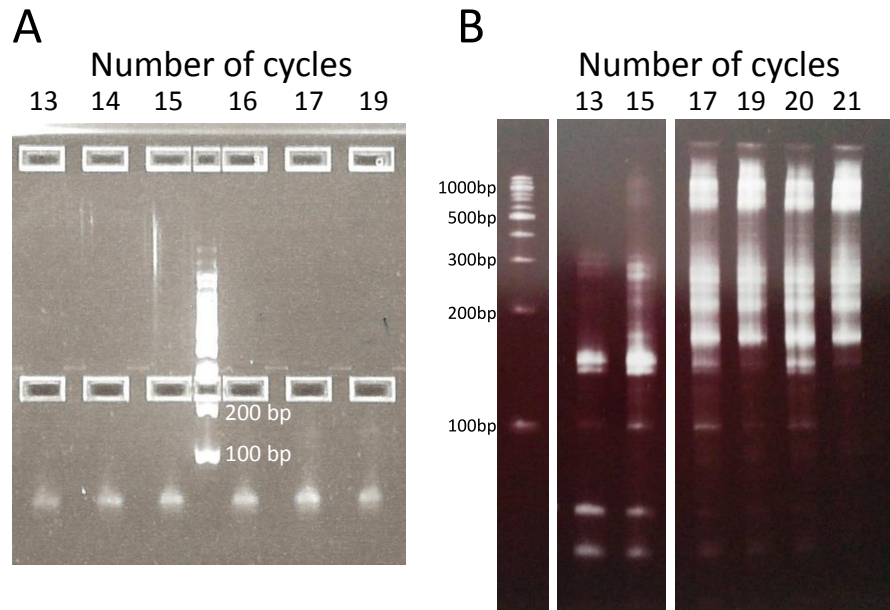 A
Number of cycles
13 14 15 16 17 19
200 bp
100 bp
B
Number of cycles
13 15 17 19 20 21
1000bp
500bp
300bp
200bp
100bp